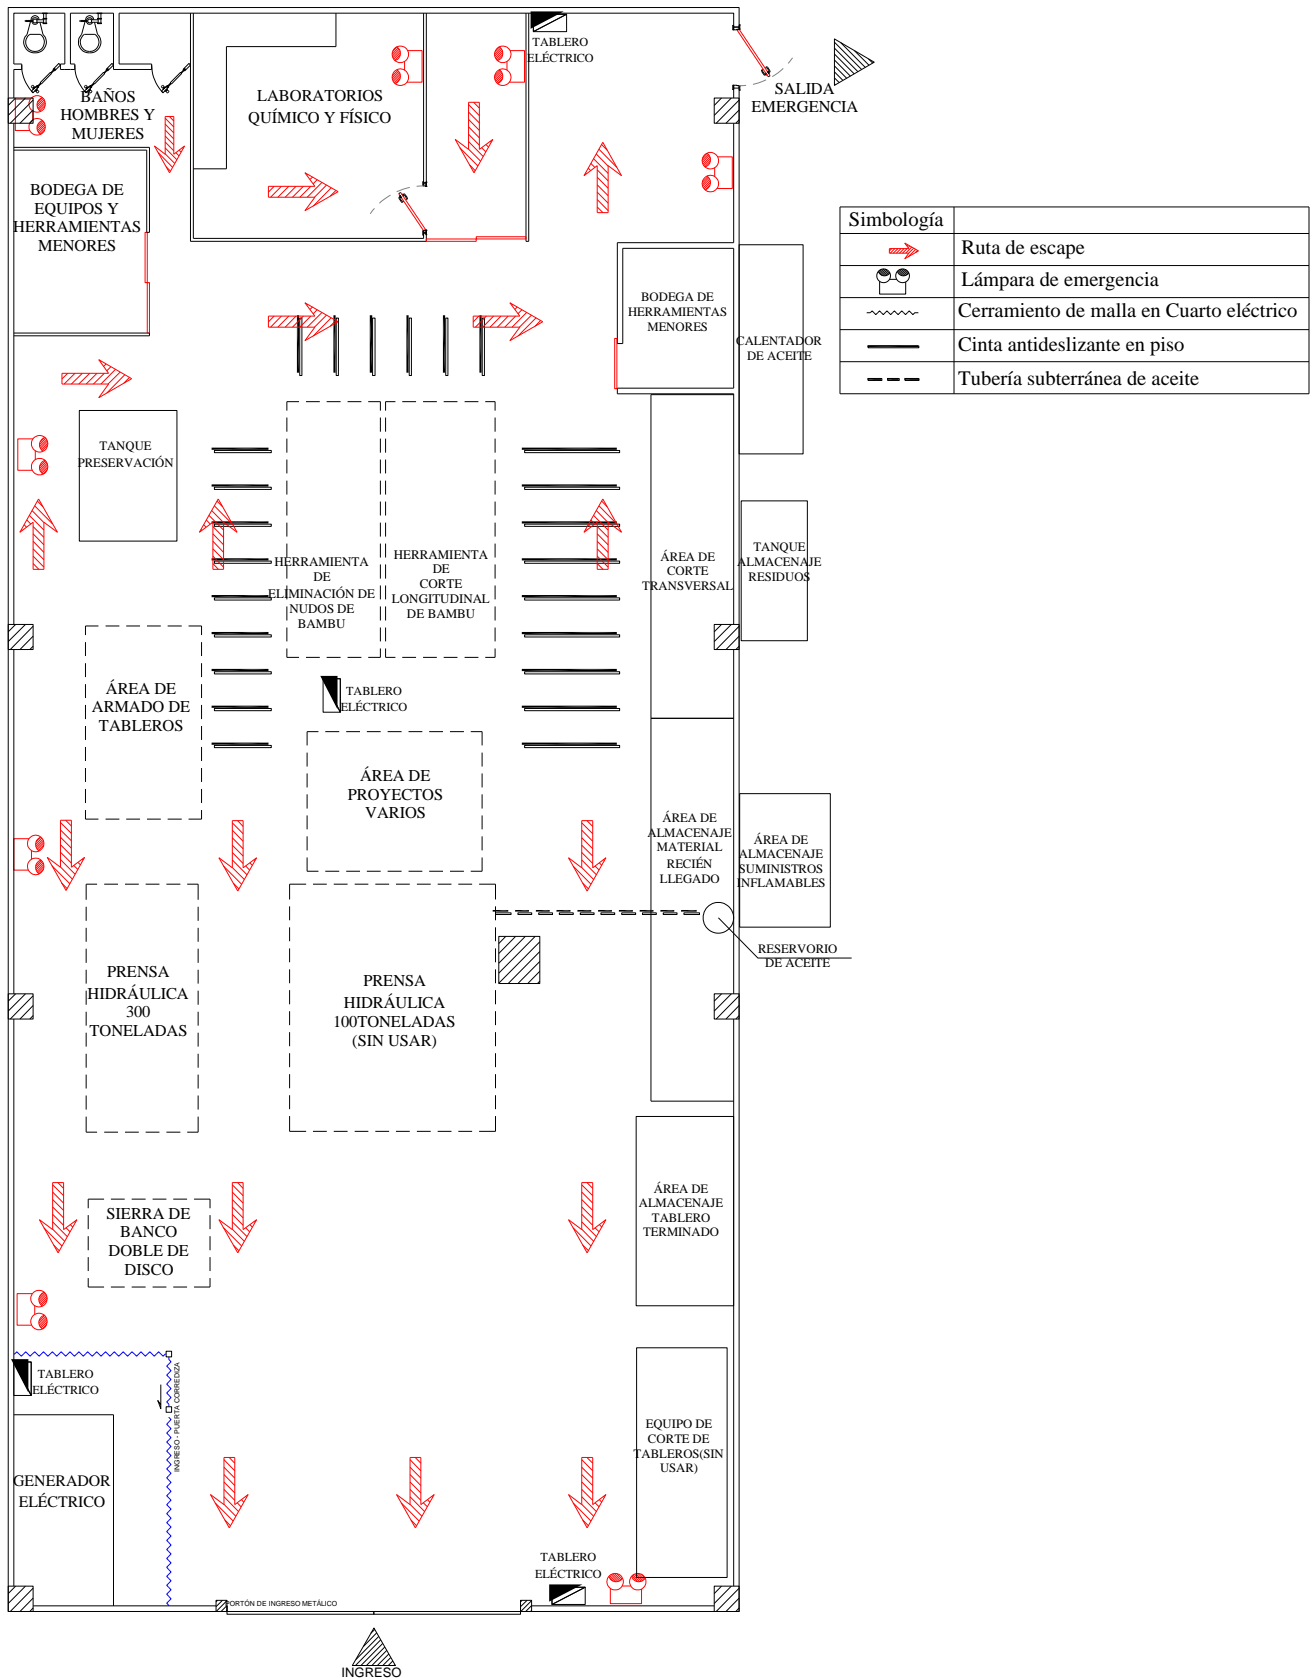 TABLERO
ELÉCTRICO
SALIDA
EMERGENCIA
BAÑOS
HOMBRES Y
MUJERES
LABORATORIOS
QUÍMICO Y FÍSICO
BODEGA DE
EQUIPOS Y
HERRAMIENTAS
MENORES
Simbología
Ruta de escape
Lámpara de emergencia
Cerramiento de malla en Cuarto eléctrico
Cinta antideslizante en piso
Tubería subterránea de aceite
BODEGA DE
HERRAMIENTAS
MENORES
CALENTADOR
DE ACEITE
TANQUE
PRESERVACIÓN
HERRAMIENTA
DE
ELIMINACIÓN DE
NUDOS DE
BAMBU
HERRAMIENTA
DE
CORTE
LONGITUDINAL
DE BAMBU
ÁREA DE
CORTE
TRANSVERSAL
TANQUE
ALMACENAJE
RESIDUOS
ÁREA DE
ARMADO DE
TABLEROS
TABLERO
ELÉCTRICO
ÁREA DE
PROYECTOS
VARIOS
ÁREA DE
ALMACENAJE
MATERIAL
RECIÉN
LLEGADO
ÁREA DE
ALMACENAJE
SUMINISTROS
INFLAMABLES
RESERVORIO
DE ACEITE
PRENSA
HIDRÁULICA
300
TONELADAS
PRENSA
HIDRÁULICA
100TONELADAS
(SIN USAR)
ÁREA DE
ALMACENAJE
TABLERO
TERMINADO
SIERRA DE
BANCO
DOBLE DE
DISCO
TABLERO
ELÉCTRICO
INGRESO - PUERTA CORREDIZA
EQUIPO DE
CORTE DE
TABLEROS(SIN
USAR)
GENERADOR
ELÉCTRICO
TABLERO
ELÉCTRICO
PORTÓN DE INGRESO METÁLICO
INGRESO